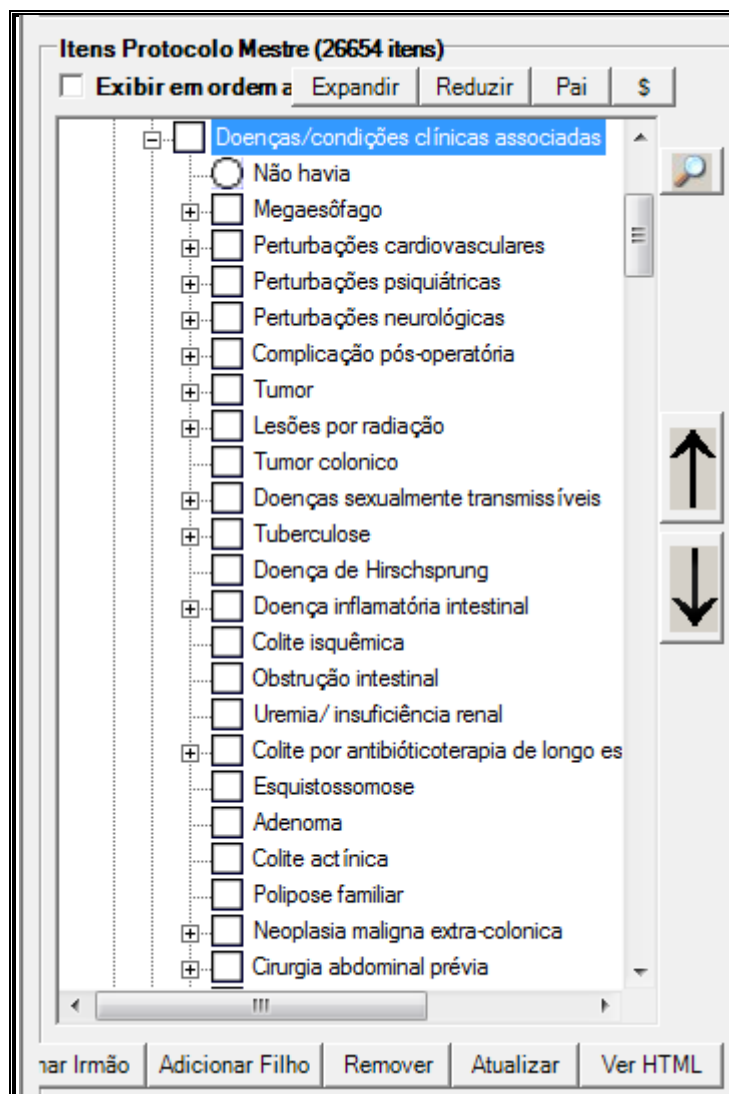 Itens Protocolo Mestre (26654 itens)
Exibir em ordem a Expandir Reduzir Pai $
Doenças/condições clínicas associadas
Não havia
Megaesôfago
Perturbações cardiovasculares
Perturbações psiquiátricas
Perturbações neurológicas
Complicação pós-operatória
Tumor
Lesões por radiação
Tumor colonico
Doenças sexualmente transmissíveis
Tuberculose
Doença de Hirschsprung
Doença inflamatória intestinal
Colite isquêmica
Obstrução intestinal
Uremia/ insuficiência renal
Colite por antibióticoterapia de longo es
Esquistossomose
Adenoma
Colite actínica
Polipose familiar
Neoplasia maligna extra-colonica
Cirurgia abdominal prévia
nar Irmão Adicionar Filho Remover Atualizar Ver HTML